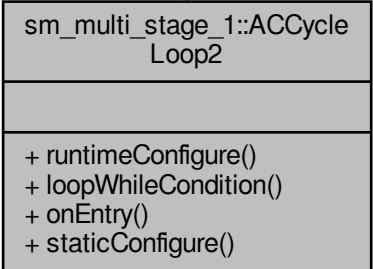 sm_multi_stage_1::ACCycle
Loop2
+ runtimeConfigure()
+ loopWhileCondition()
+ onEntry()
+ staticConfigure()